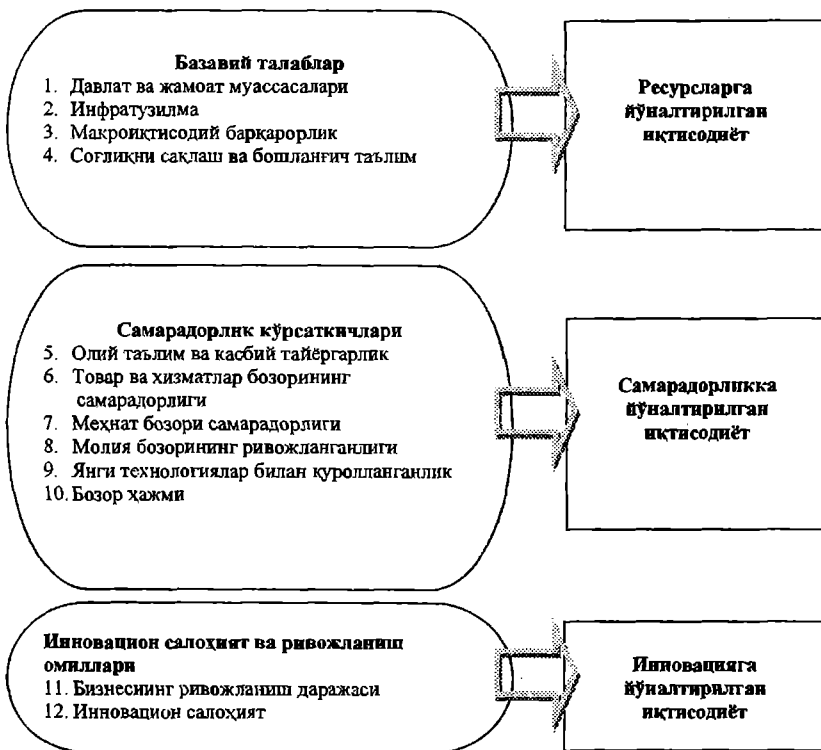 Базавий талаблар
1. Давлат ва жамоат муассасалари
2. Инфратузилма
3. Макроиқтисодий барқарорлик
4. Соғлиқни сақлаш ва бошланғич таълим
Ресурсларга
йўналтирилган
иқтисодиёт
Самарадорлик кўрсаткичлари
5. Олий таълим ва касбий тайёргарлик
6. Товар ва хизматлар бозорининг
самарадорлиги
7. Меҳнат бозори самарадорлиги
8. Молия бозорининг ривожланганлиги
9. Янги технологиялар билан қуролланганлик
10. Бозор ҳажми
Самарадорликка
йўналтирилган
иқтисодиёт
Инновацион салоҳият ва ривожланиш
омиллари
11. Бизнеснинг ривожланиш даражаси
12. Инновацион салоҳият
Инновацияга
йўналтирилган
иқтисодиёт